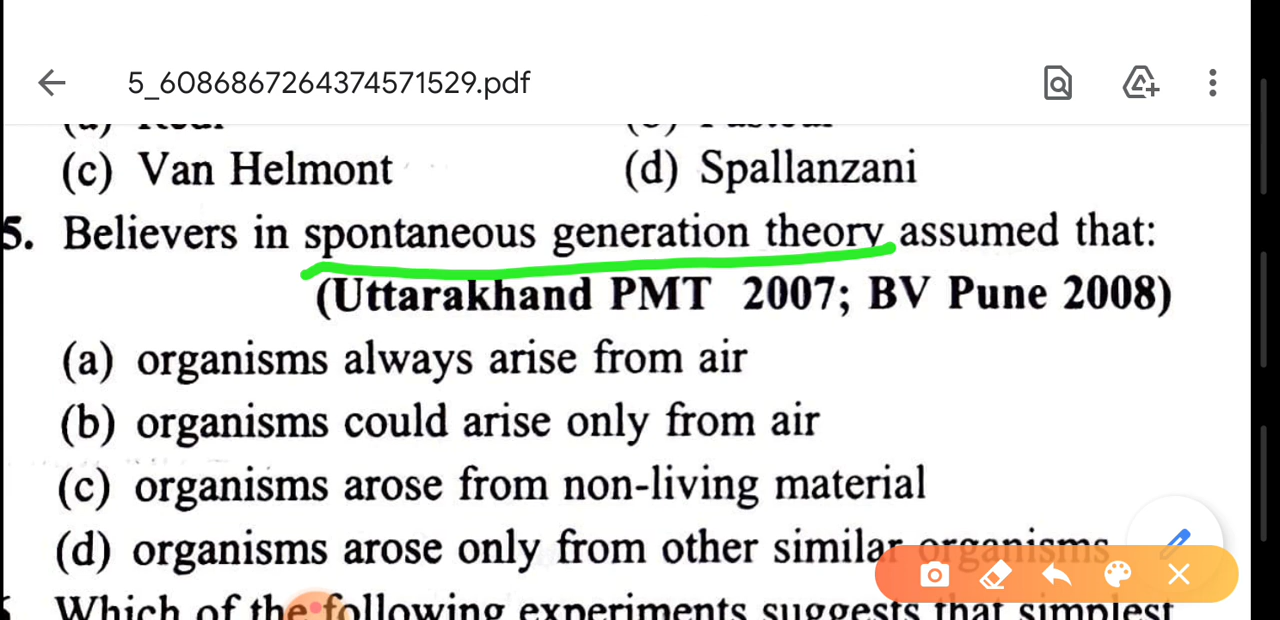 5_6086867264374571529.pdf
(c) Van Helmont (d) Spallanzani
5. Believers in spontaneous generation theory assumed that:
(Uttarakhand PMT 2007; BV Pune 2008)
(a) organisms always arise from air
(b) organisms could arise only from air
(c) organisms arose from non-living material
(d) organisms arose only from other similar organisms
Which of the following experiments suggests that simplest